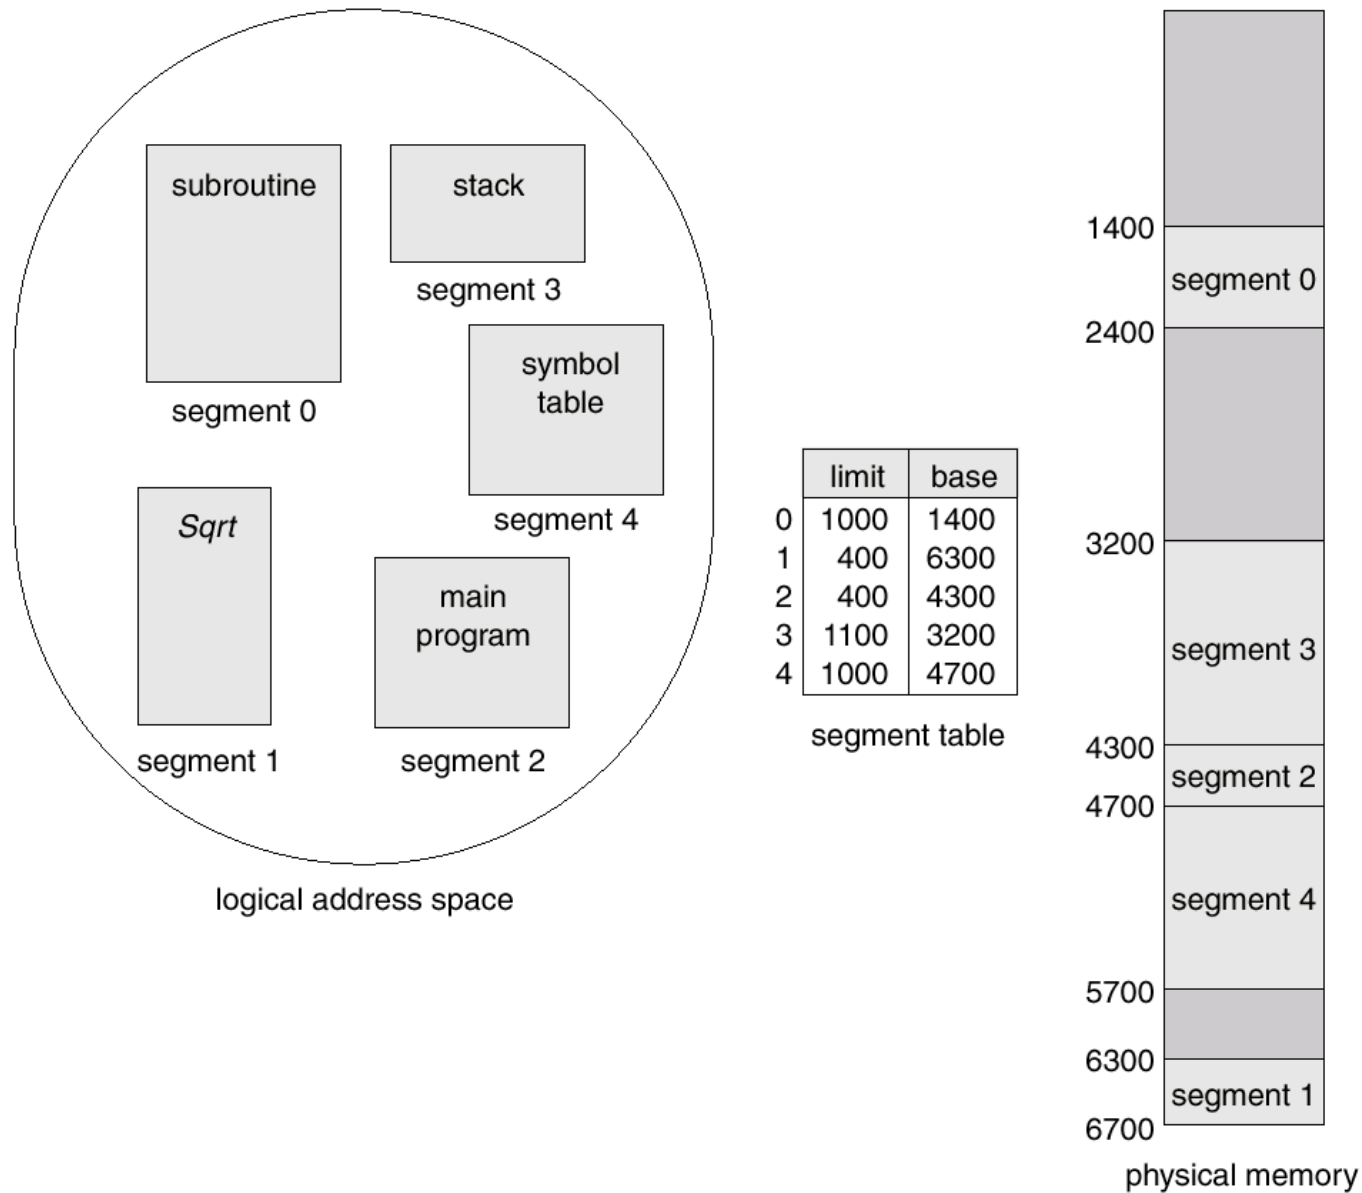 subroutine
segment 0
stack
segment 3
symbol
table
segment 4
Sqrt
segment 1
main
program
segment 2
logical address space
limit base
0 1000 1400
1 400 6300
2 400 4300
3 1100 3200
4 1000 4700
segment table
1400
segment 0
2400
3200
segment 3
4300
segment 2
4700
segment 4
5700
6300
segment 1
6700
physical memory